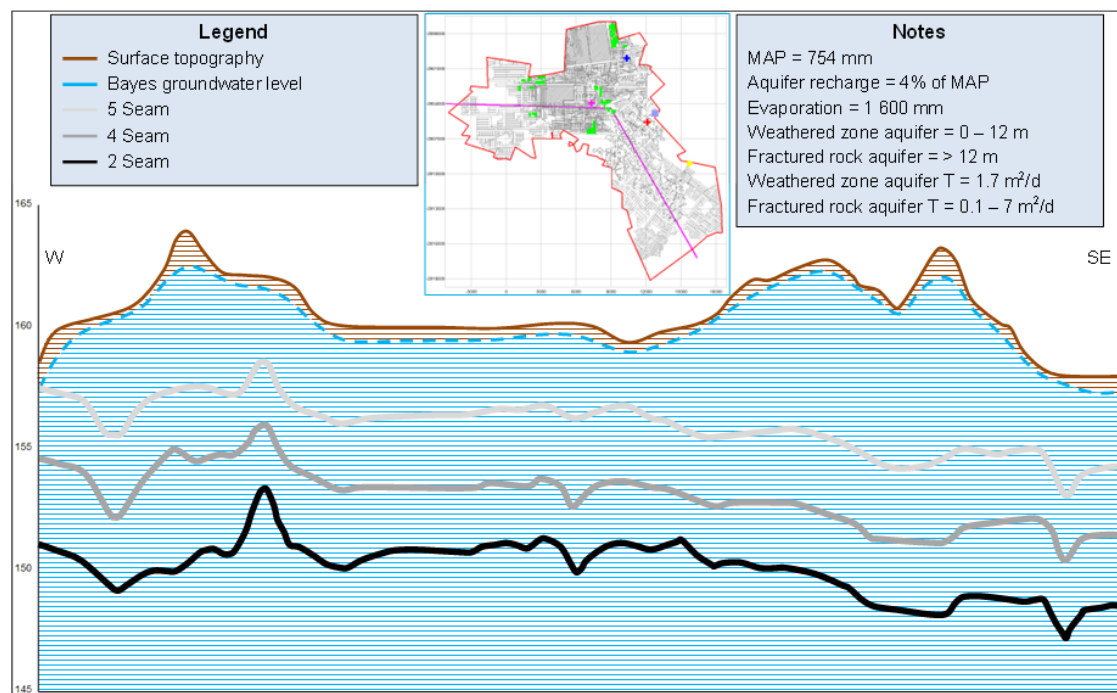 Legend
Surface topography
Bayes groundwater level
5 Seam
4 Seam
2 Seam
Notes
MAP = 754 mm
Aquifer recharge = 4% of MAP
Evaporation = 1 600 mm
Weathered zone aquifer = 0 – 12 m
Fractured rock aquifer = > 12 m
Weathered zone aquifer T = 1.7 m²/d
Fractured rock aquifer T = 0.1 – 7 m²/d
165
W
SE
160
155
150
145